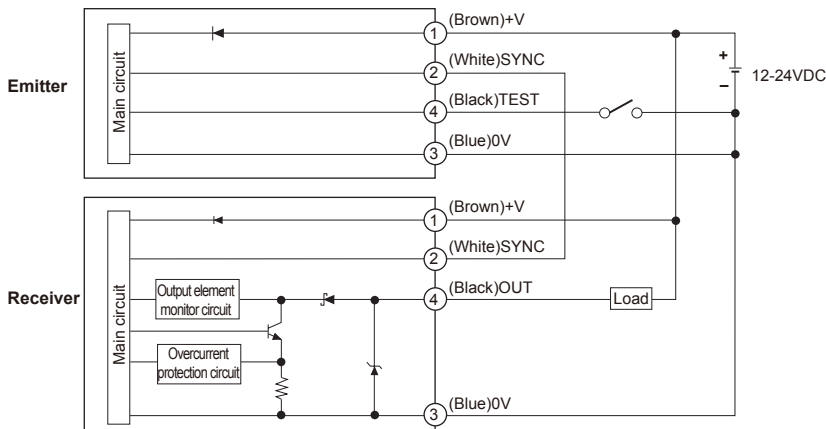 Emitter
Main circuit
1
(Brown)+V
2
(White)SYNC
4
(Black)TEST
3
(Blue)0V
+
−
12-24VDC
Receiver
Main circuit
1
(Brown)+V
2
(White)SYNC
Output element
monitor circuit
4
(Black)OUT
Load
Overcurrent
protection circuit
3
(Blue)0V